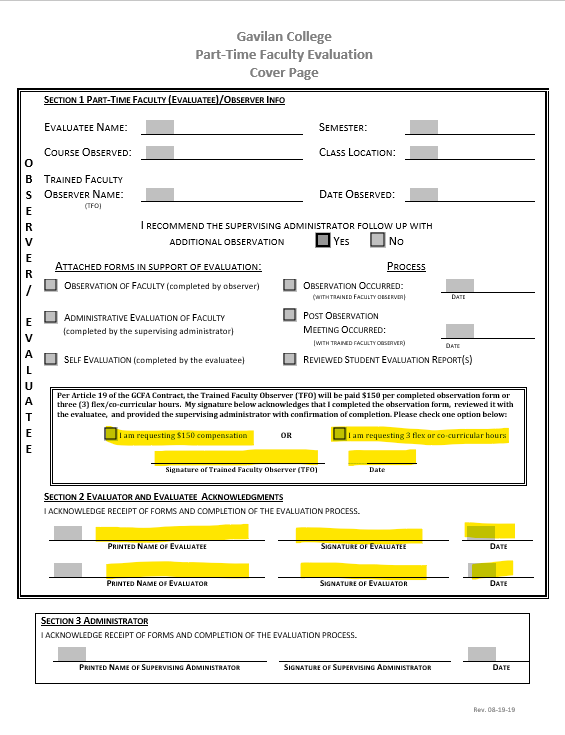 Gavilan College
Part-Time Faculty Evaluation
Cover Page
SECTION 1 PART-TIME FACULTY (EVALUATEE)/OBSERVER INFO
EVALUATEE NAME: SEMESTER:
COURSE OBSERVED: CLASS LOCATION:
TRAINED FACULTY
OBSERVER NAME: DATE OBSERVED:
(TFO)
I RECOMMEND THE SUPERVISING ADMINISTRATOR FOLLOW UP WITH
ADDITIONAL OBSERVATION YES NO
ATTACHED FORMS IN SUPPORT OF EVALUATION: PROCESS
OBSERVATION OF FACULTY (completed by observer) OBSERVATION OCCURRED:
(WITH TRAINED FACULTY OBSERVER) DATE
ADMINISTRATIVE EVALUATION OF FACULTY POST OBSERVATION
(completed by the supervising administrator) MEETING OCCURRED:
(WITH TRAINED FACULTY OBSERVER) DATE
SELF EVALUATION (completed by the evaluatee) REVIEWED STUDENT EVALUATION REPORT(S)
OBSERVER/ EVALUATEE
Per Article 19 of the GCFA Contract, the Trained Faculty Observer (TFO) will be paid $150 per completed observation form or
three (3) flex/co-curricular hours. My signature below acknowledges that I completed the observation form, reviewed it with
the evaluatee, and provided the supervising administrator with confirmation of completion. Please check one option below:
I am requesting $150 compensation OR I am requesting 3 flex or co-curricular hours
Signature of Trained Faculty Observer (TFO) Date
SECTION 2 EVALUATOR AND EVALUATEE ACKNOWLEDGMENTS
I ACKNOWLEDGE RECEIPT OF FORMS AND COMPLETION OF THE EVALUATION PROCESS.
PRINTED NAME OF EVALUATEE SIGNATURE OF EVALUATEE DATE
PRINTED NAME OF EVALUATOR SIGNATURE OF EVALUATOR DATE
SECTION 3 ADMINISTRATOR
I ACKNOWLEDGE RECEIPT OF FORMS AND COMPLETION OF THE EVALUATION PROCESS.
PRINTED NAME OF SUPERVISING ADMINISTRATOR SIGNATURE OF SUPERVISING ADMINISTRATOR DATE
Rev. 08-19-19